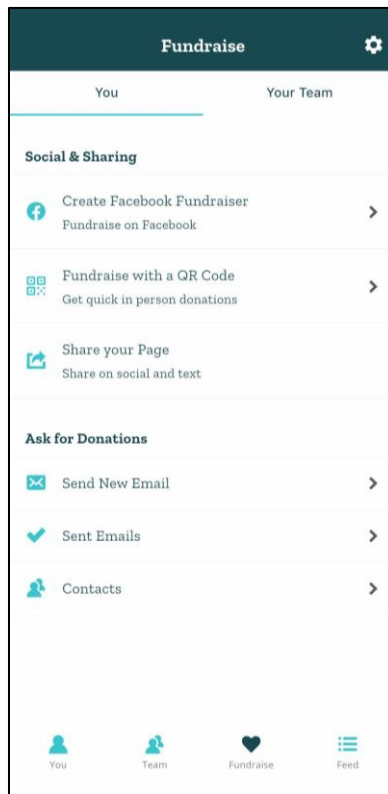 Fundraise
You
Your Team
Social & Sharing
Create Facebook Fundraiser
Fundraise on Facebook
Fundraise with a QR Code
Get quick in person donations
Share your Page
Share on social and text
Ask for Donations
Send New Email
Sent Emails
Contacts
You
Team
Fundraise
Feed